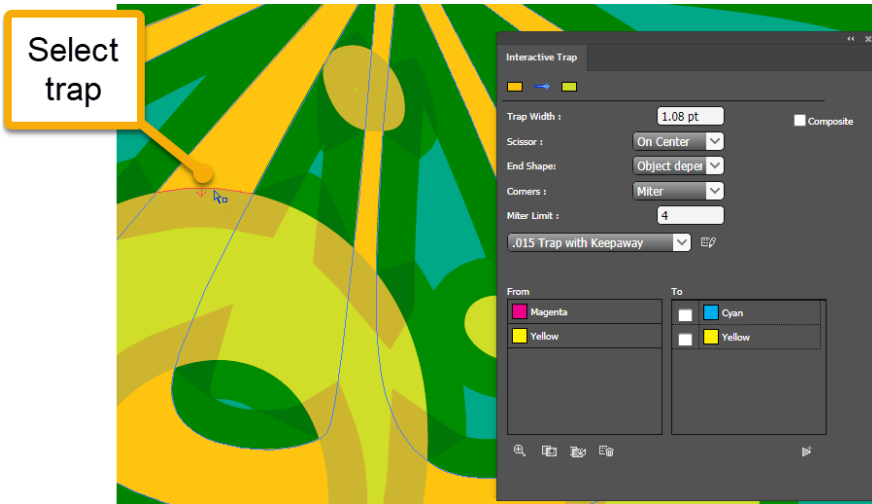 Select
trap
Interactive Trap
Trap Width :
1.08 pt
Composite
Scissor :
On Center
End Shape:
Object deper
Corners :
Miter
Miter Limit :
4
.015 Trap with Keepaway
From
To
Magenta
Cyan
Yellow
Yellow